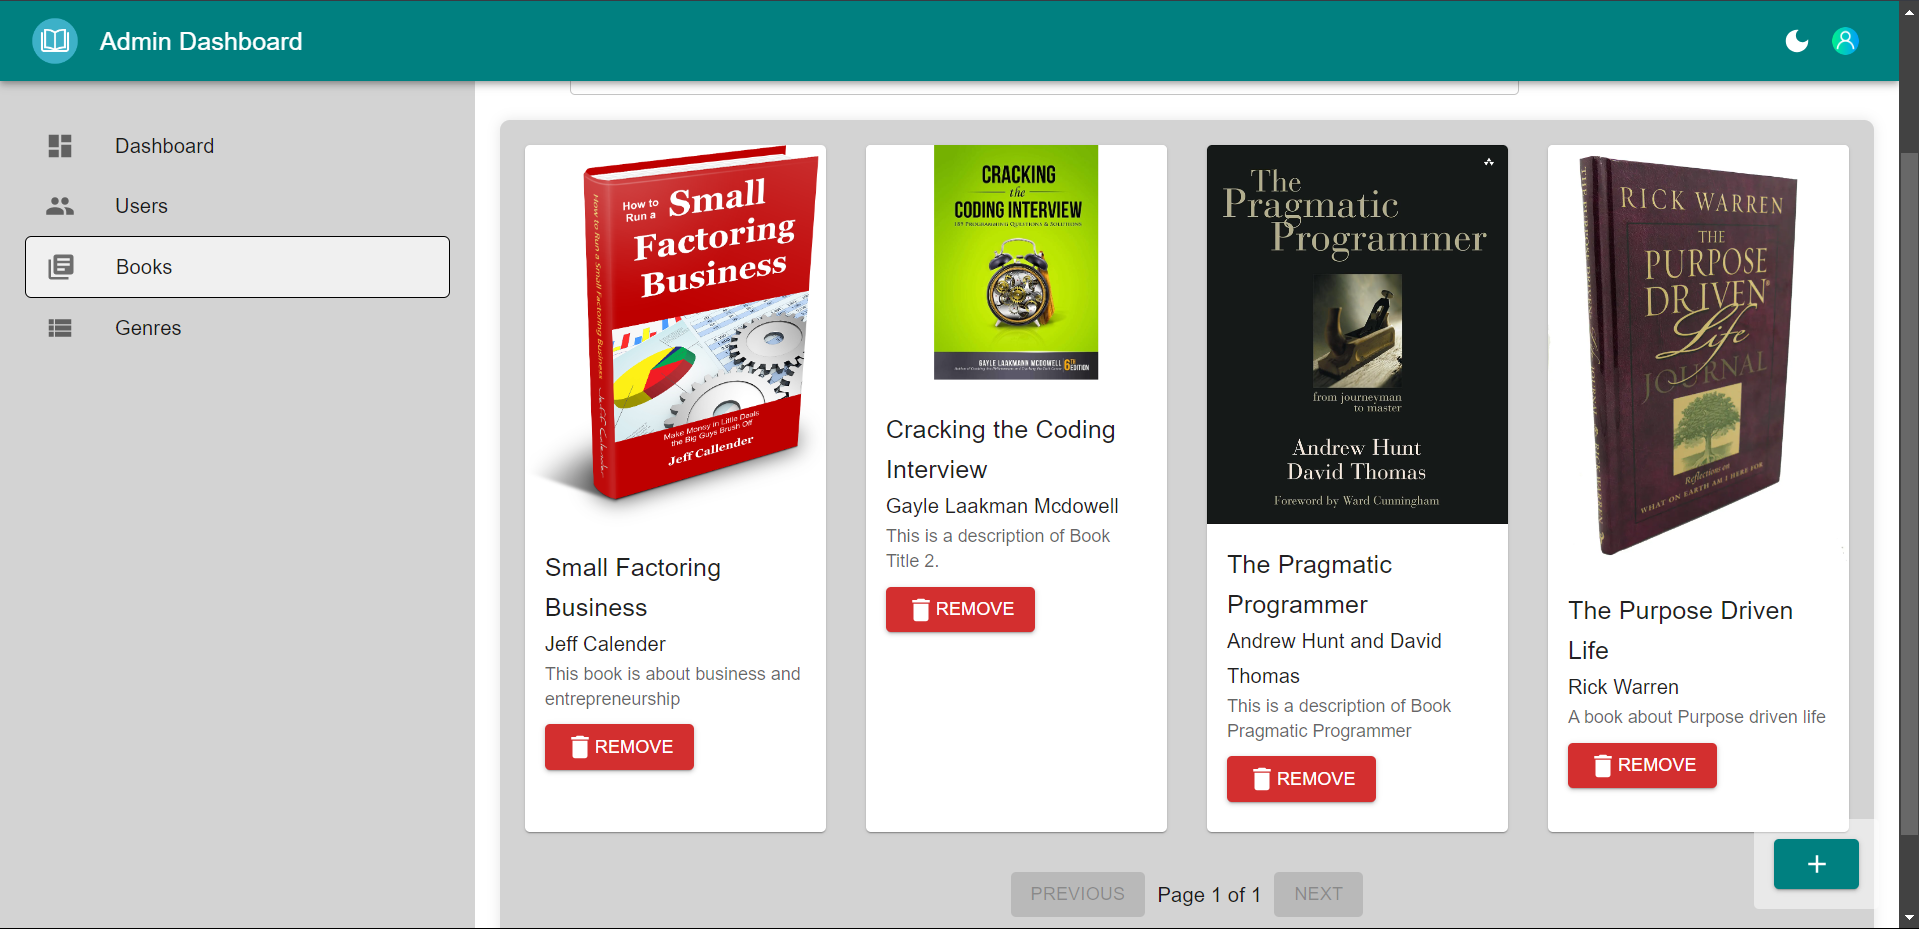 Admin Dashboard
Dashboard
Users
Books
Genres
How to
Run a
Small
Factoring
Business
How to Run a Small Factoring Business
Jeff Callender
Make Money in Little Deals
the Big Guys Brush Off
Jeff Callender
Small Factoring
Business
Jeff Calender
This book is about business and
entrepreneurship
REMOVE
CRACKING
the
CODING INTERVIEW
189 PROGRAMMING QUESTIONS & SOLUTIONS
GAYLE LAAKMANN MCDOWELL
6TH
EDITION
Cracking the Coding
Interview
Gayle Laakman Mcdowell
This is a description of Book
Title 2.
REMOVE
The
Pragmatic
Programmer
from journeyman
to master
Andrew Hunt
David Thomas
Foreword by Ward Cunningham
The Pragmatic
Programmer
Andrew Hunt and David
Thomas
This is a description of Book
Pragmatic Programmer
REMOVE
RICK WARREN
THE
PURPOSE
DRIVEN®
Life
JOURNAL
Reflections on
WHAT ON EARTH AM I HERE FOR
The Purpose Driven
Life
Rick Warren
A book about Purpose driven life
REMOVE
PREVIOUS
Page 1 of 1
NEXT
+